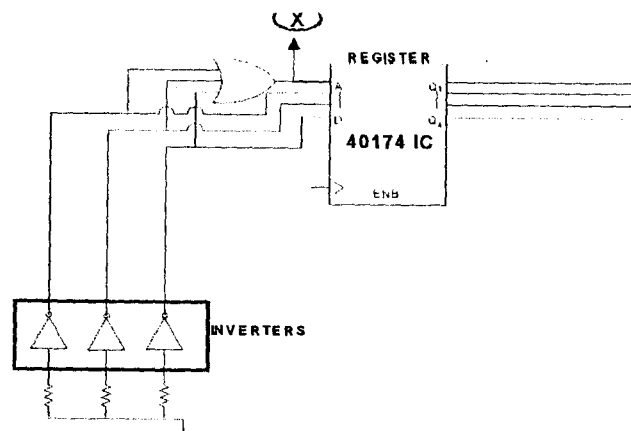 X
REGISTER
A
Q1
D
Q4
40174 IC
ENB
INVERTERS